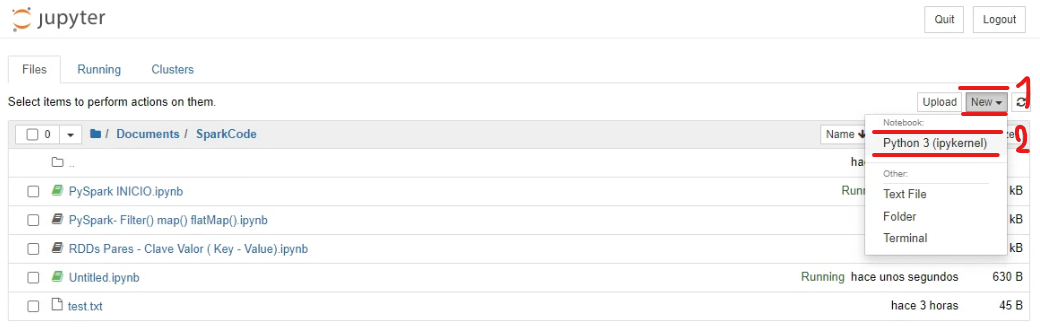 jupyter
Quit Logout
Files Running Clusters
Select items to perform actions on them.
Upload New 1
0 / Documents / SparkCode Name
Notebook:
Python 3 (ipykernel) 2
..
Other:
Text File
Folder
Terminal
PySpark INICIO.ipynb kB
PySpark- Filter() map() flatMap().ipynb kB
RDDs Pares - Clave Valor ( Key - Value).ipynb kB
Untitled.ipynb Running hace unos segundos 630 B
test.txt hace 3 horas 45 B